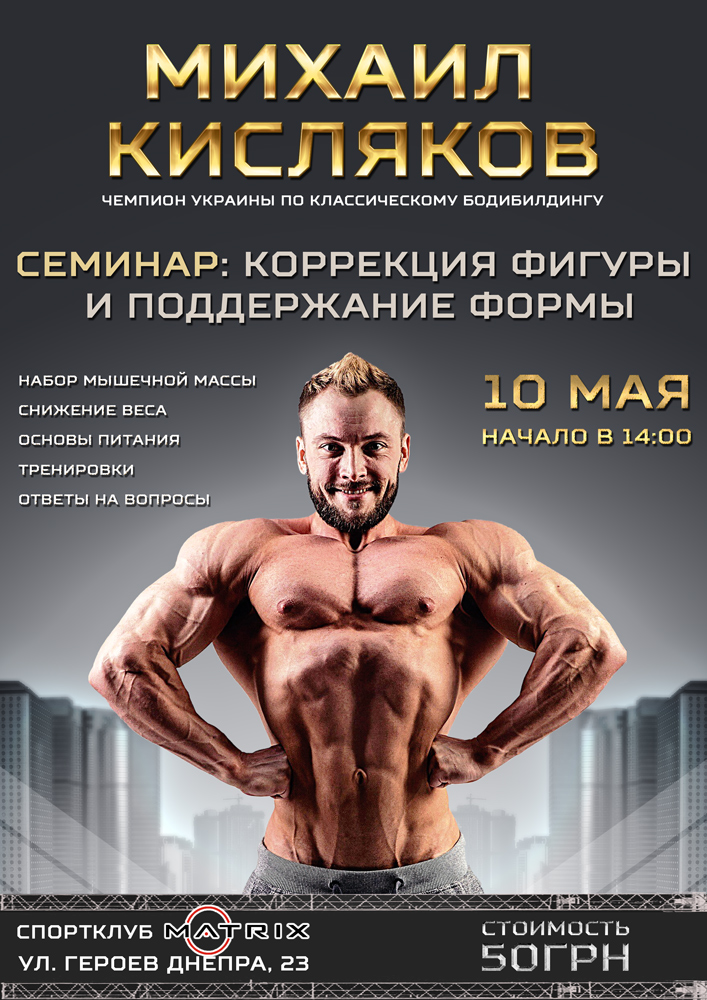 МИХАИЛ
КИСЛЯКОВ
ЧЕМПИОН УКРАИНЫ ПО КЛАССИЧЕСКОМУ БОДИБИЛДИНГУ
СЕМИНАР: КОРРЕКЦИЯ ФИГУРЫ
И ПОДДЕРЖАНИЕ ФОРМЫ
НАБОР МЫШЕЧНОЙ МАССЫ
СНИЖЕНИЕ ВЕСА
ОСНОВЫ ПИТАНИЯ
ТРЕНИРОВКИ
ОТВЕТЫ НА ВОПРОСЫ
10 МАЯ
НАЧАЛО В 14:00
СПОРТКЛУБ MATRIX
УЛ. ГЕРОЕВ ДНЕПРА, 23
СТОИМОСТЬ
50ГРН